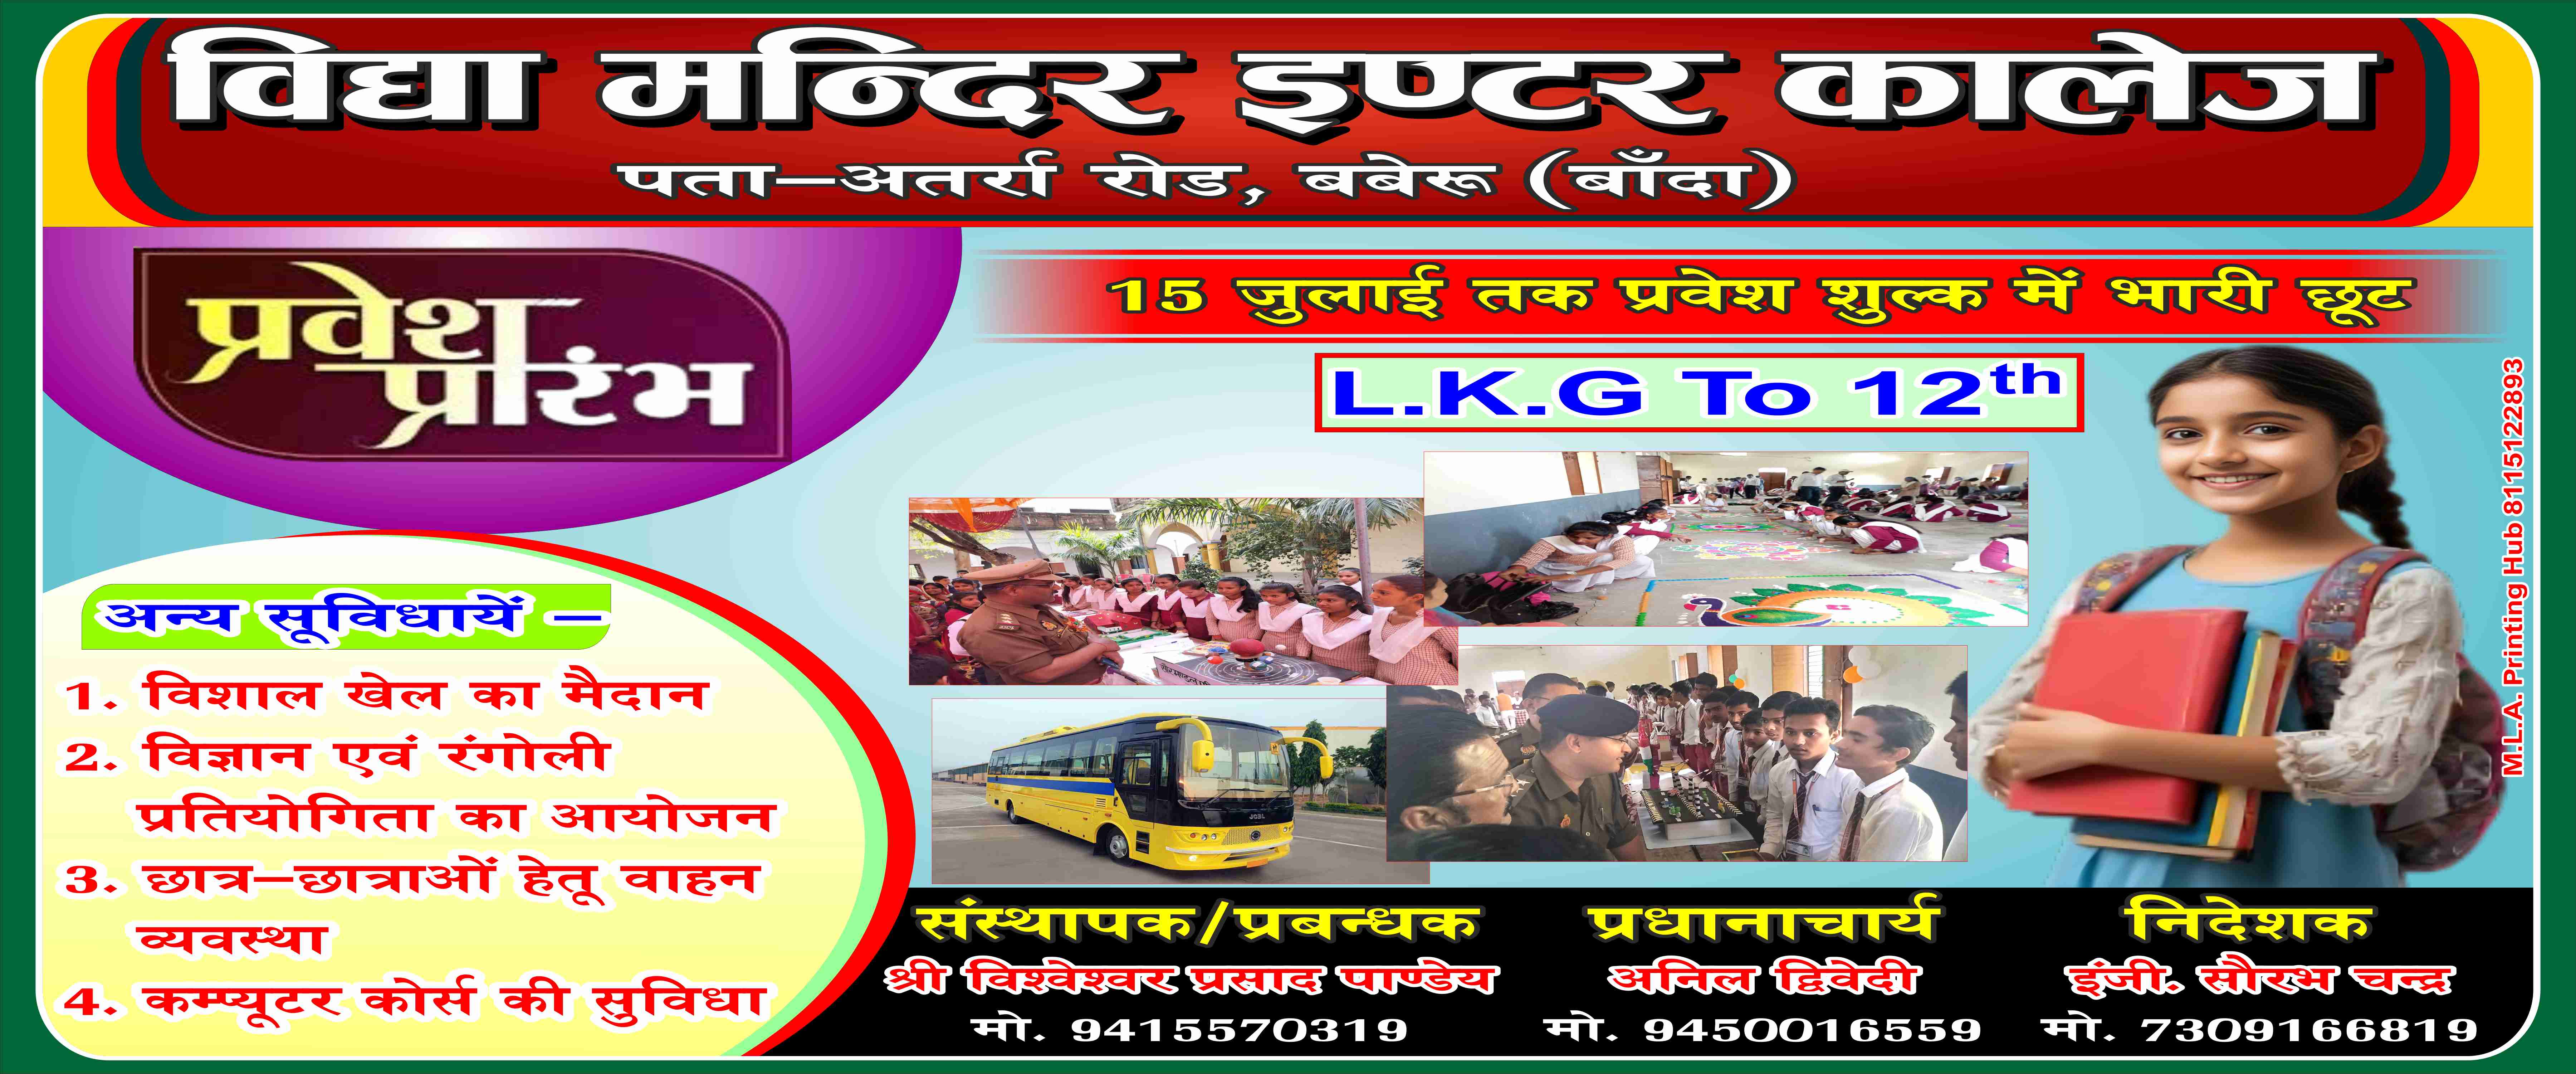 विद्या मन्दिर इण्टर कालेज
पता–अतर्रा रोड, बबेरू (बाँदा)
प्रवेश
प्रारंभ
15 जुलाई तक प्रवेश शुल्क में भारी छूट
L.K.G To 12th
अन्य सूविधायें –
1. विशाल खेल का मैदान
2. विज्ञान एवं रंगोली
प्रतियोगिता का आयोजन
3. छात्र–छात्राओं हेतू वाहन
व्यवस्था
4. कम्प्यूटर कोर्स की सुविधा
JCBL
M.L.A. Printing Hub 8115122893
संस्थापक/प्रबन्धक
श्री विश्वेश्वर प्रसाद पाण्डेय
मो. 9415570319
प्रधानाचार्य
अनिल द्विवेदी
मो. 9450016559
निदेशक
इंजी. सौरभ चन्द्र
मो. 7309166819